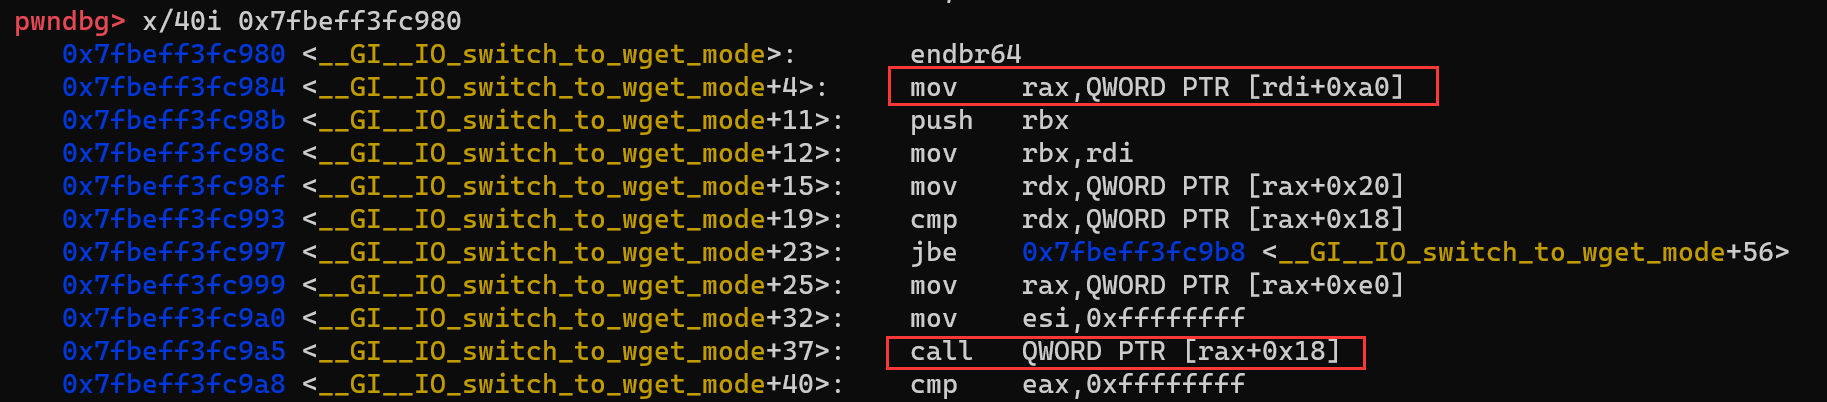 pwndbg> x/40i 0x7fbeff3fc980
0x7fbeff3fc980 <__GI__IO_switch_to_wget_mode>: endbr64
0x7fbeff3fc984 <__GI__IO_switch_to_wget_mode+4>: mov rax,QWORD PTR [rdi+0xa0]
0x7fbeff3fc98b <__GI__IO_switch_to_wget_mode+11>: push rbx
0x7fbeff3fc98c <__GI__IO_switch_to_wget_mode+12>: mov rbx,rdi
0x7fbeff3fc98f <__GI__IO_switch_to_wget_mode+15>: mov rdx,QWORD PTR [rax+0x20]
0x7fbeff3fc993 <__GI__IO_switch_to_wget_mode+19>: cmp rdx,QWORD PTR [rax+0x18]
0x7fbeff3fc997 <__GI__IO_switch_to_wget_mode+23>: jbe 0x7fbeff3fc9b8 <__GI__IO_switch_to_wget_mode+56>
0x7fbeff3fc999 <__GI__IO_switch_to_wget_mode+25>: mov rax,QWORD PTR [rax+0xe0]
0x7fbeff3fc9a0 <__GI__IO_switch_to_wget_mode+32>: mov esi,0xffffffff
0x7fbeff3fc9a5 <__GI__IO_switch_to_wget_mode+37>: call QWORD PTR [rax+0x18]
0x7fbeff3fc9a8 <__GI__IO_switch_to_wget_mode+40>: cmp eax,0xffffffff